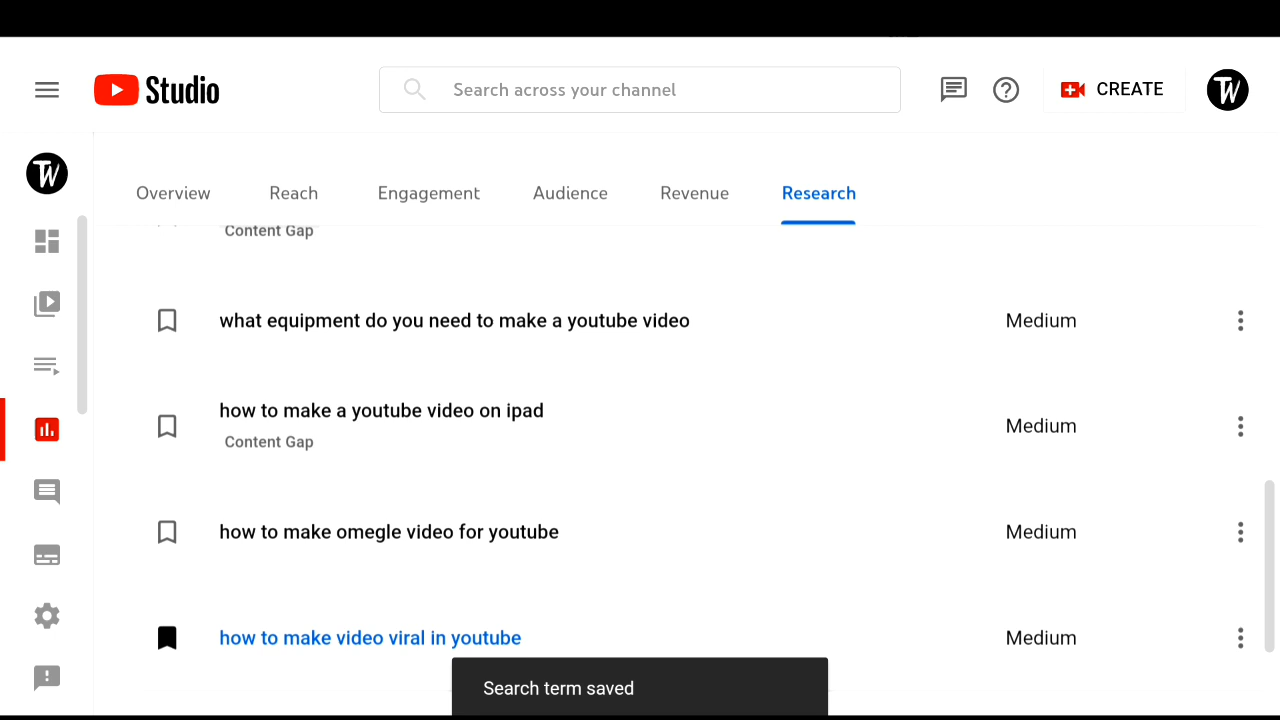 Studio
Search across your channel
CREATE
TW
TW
Overview Reach Engagement Audience Revenue Research
Content Gap
what equipment do you need to make a youtube video Medium
how to make a youtube video on ipad Medium
Content Gap
how to make omegle video for youtube Medium
how to make video viral in youtube Medium
Search term saved